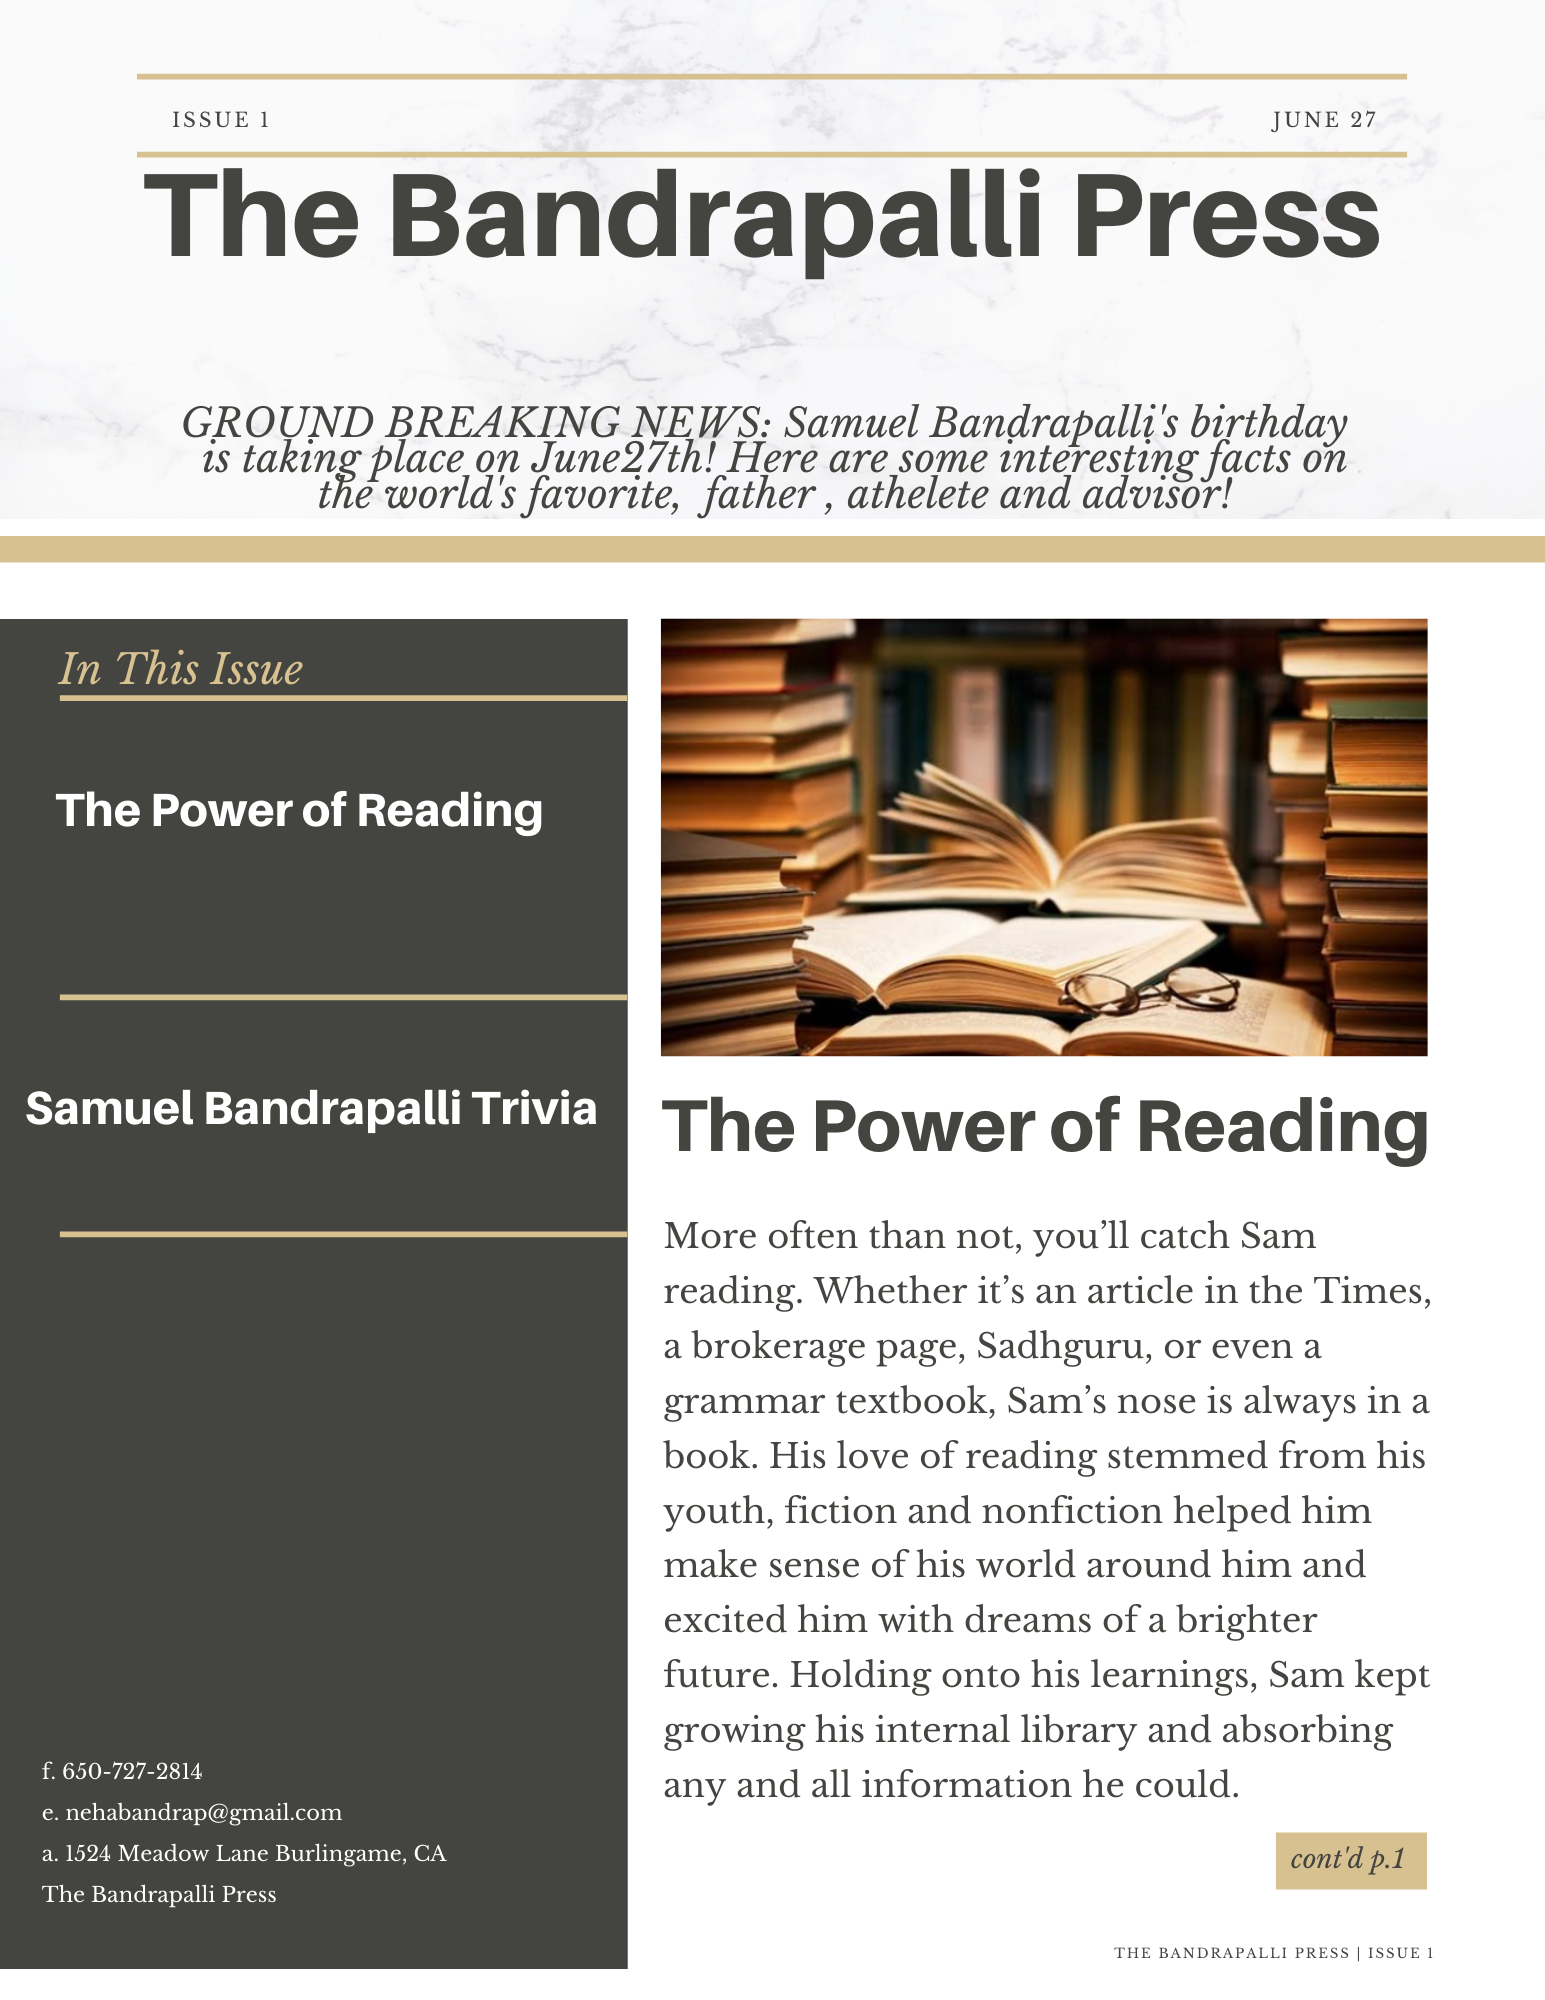 ISSUE 1
JUNE 27
The Bandrapalli Press
GROUND BREAKING NEWS: Samuel Bandrapalli's birthday
is taking place on June27th! Here are some interesting facts on
the world's favorite,  father , athelete and advisor!
In This Issue
The Power of Reading
Samuel Bandrapalli Trivia
f. 650-727-2814
e. nehabandrap@gmail.com
a. 1524 Meadow Lane Burlingame, CA
The Bandrapalli Press
The Power of Reading
More often than not, you’ll catch Sam
reading. Whether it’s an article in the Times,
a brokerage page, Sadhguru, or even a
grammar textbook, Sam’s nose is always in a
book. His love of reading stemmed from his
youth, fiction and nonfiction helped him
make sense of his world around him and
excited him with dreams of a brighter
future. Holding onto his learnings, Sam kept
growing his internal library and absorbing
any and all information he could.
cont'd p.1
THE BANDRAPALLI PRESS | ISSUE 1